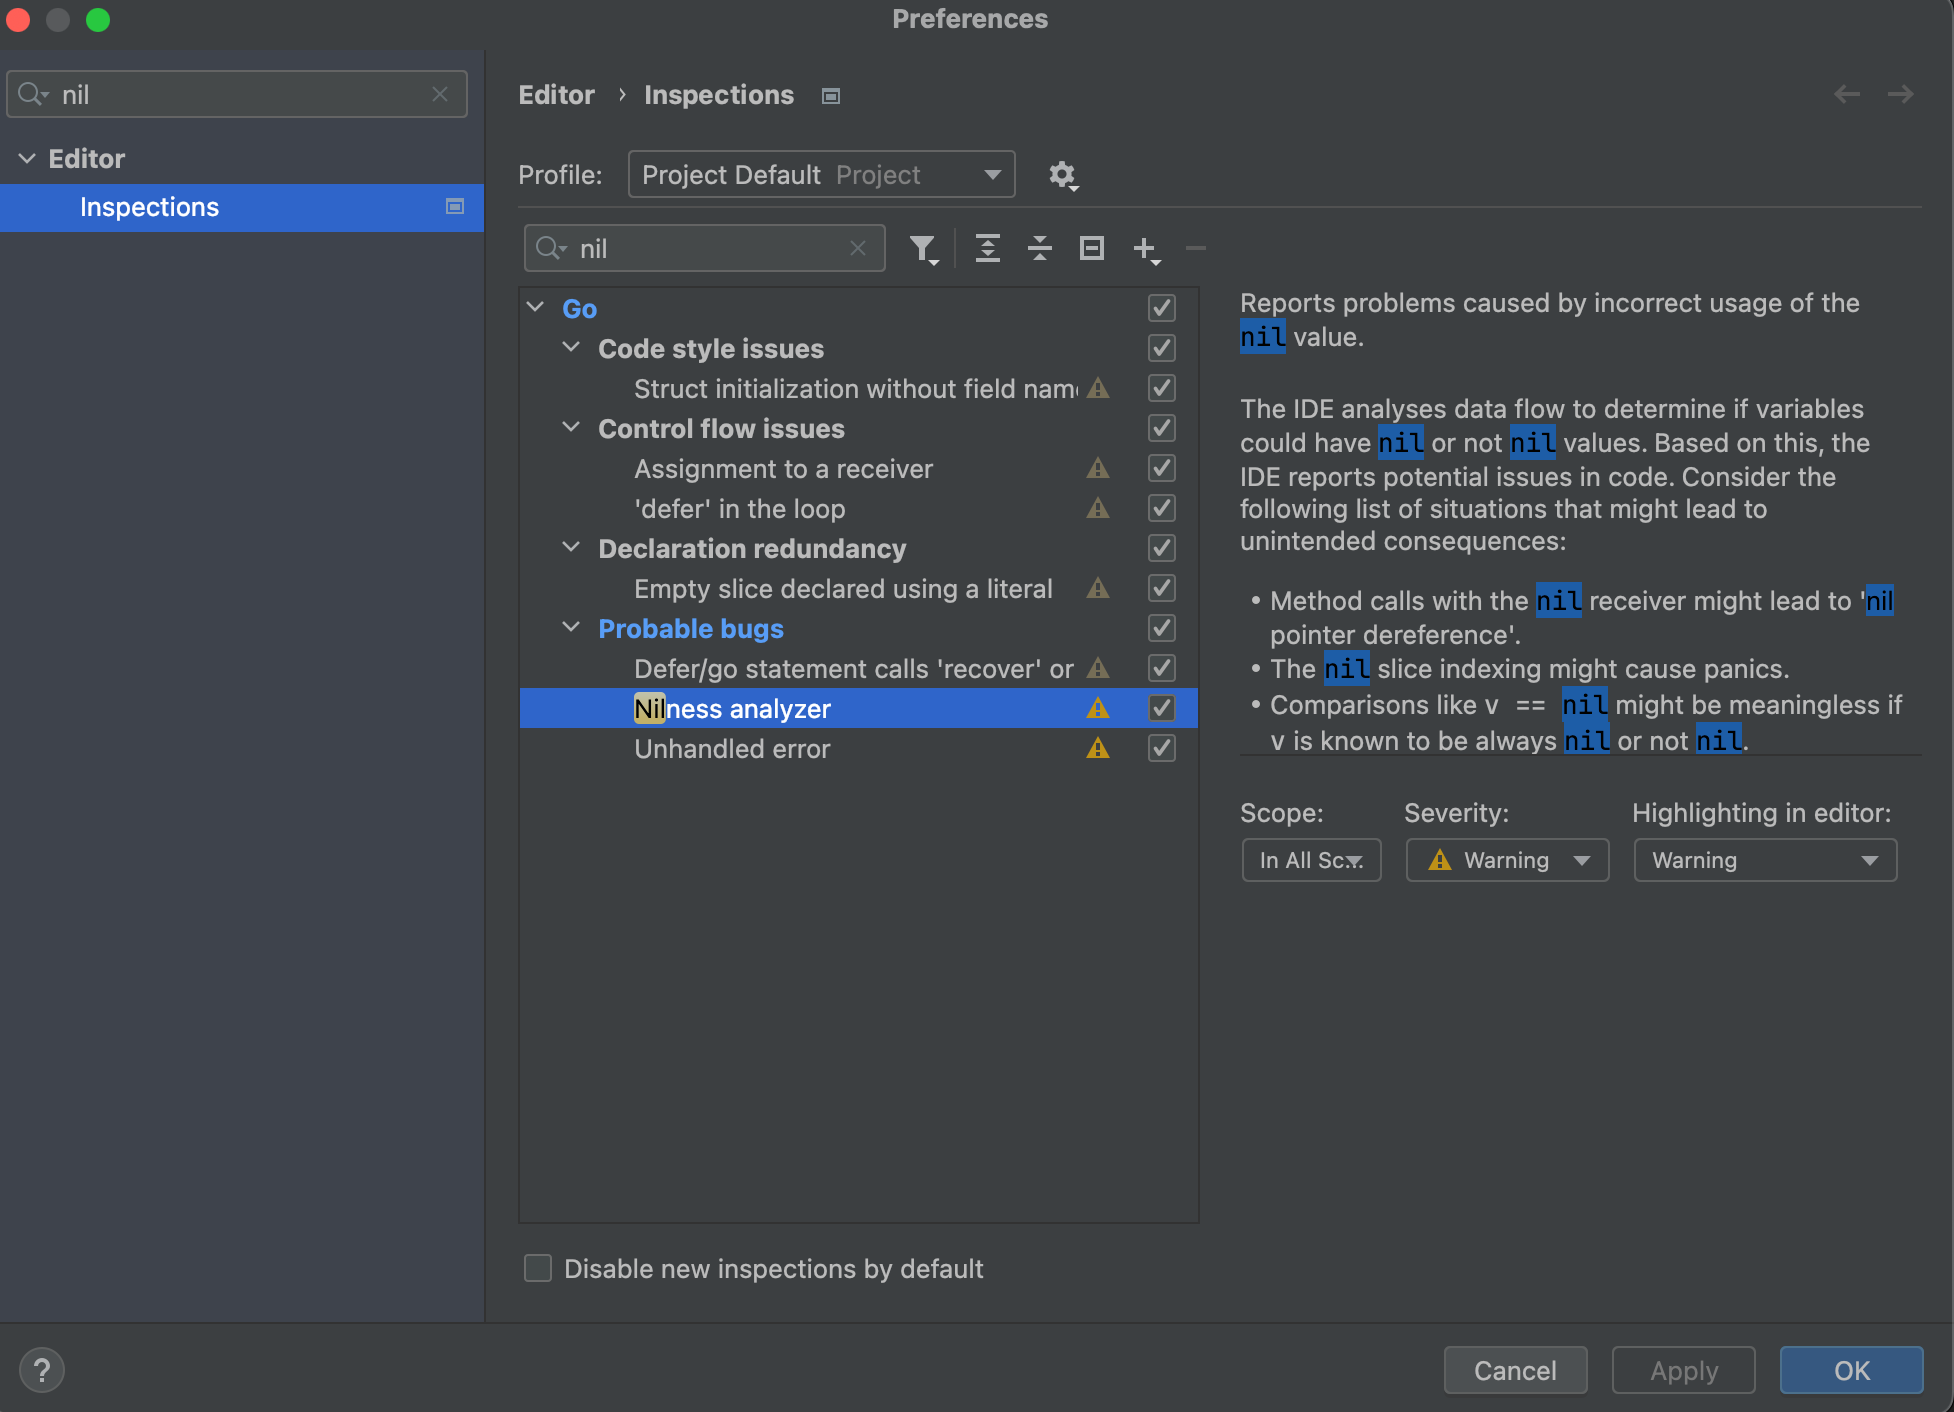 Preferences
nil
Editor
Inspections
Editor › Inspections
Profile: Project Default Project
nil
Go
Code style issues
Struct initialization without field nam
Control flow issues
Assignment to a receiver
'defer' in the loop
Declaration redundancy
Empty slice declared using a literal
Probable bugs
Defer/go statement calls 'recover' or
Nilness analyzer
Unhandled error
Reports problems caused by incorrect usage of the
nil value.
The IDE analyses data flow to determine if variables
could have nil or not nil values. Based on this, the
IDE reports potential issues in code. Consider the
following list of situations that might lead to
unintended consequences:
• Method calls with the nil receiver might lead to 'nil
pointer dereference'.
• The nil slice indexing might cause panics.
• Comparisons like v == nil might be meaningless if
v is known to be always nil or not nil.
Scope: Severity: Highlighting in editor:
In All Sc... Warning Warning
Disable new inspections by default
? Cancel Apply OK